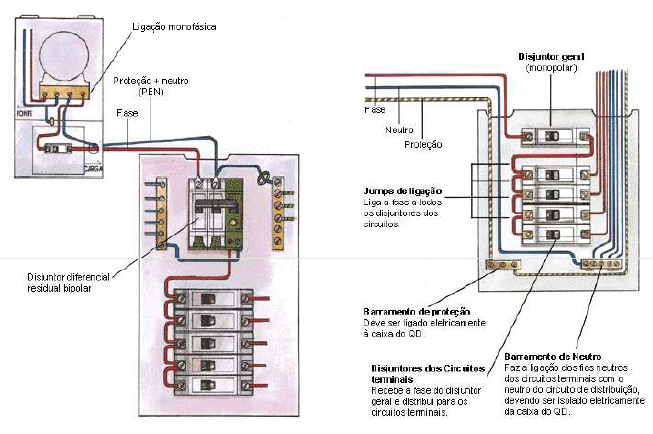 Ligação monofásica
Proteção + neutro
(PEN)
Fase
FONTE
CARGA
Disiuntor diferencial
residual bipolar
Disjuntor geral
(monopolar)
Fase
Neutro
Proteção
Jumps de ligação
Liga a fase a todos
os disjuntores dos
circuitos.
Barramento de proteção
Deve ser ligado eletricamente
à caixa do QD.
Disjuntores dos Circuitos
terminais
Recebe a fase do disjuntor
geral e distribui para os
circuitos terminais.
Barramento de Neutro
Faz a ligação dos fios neutros
dos circuitos terminais com o
neutro do circuito de distribuição,
devendo ser isolado eletricamente
da caixa do QD.